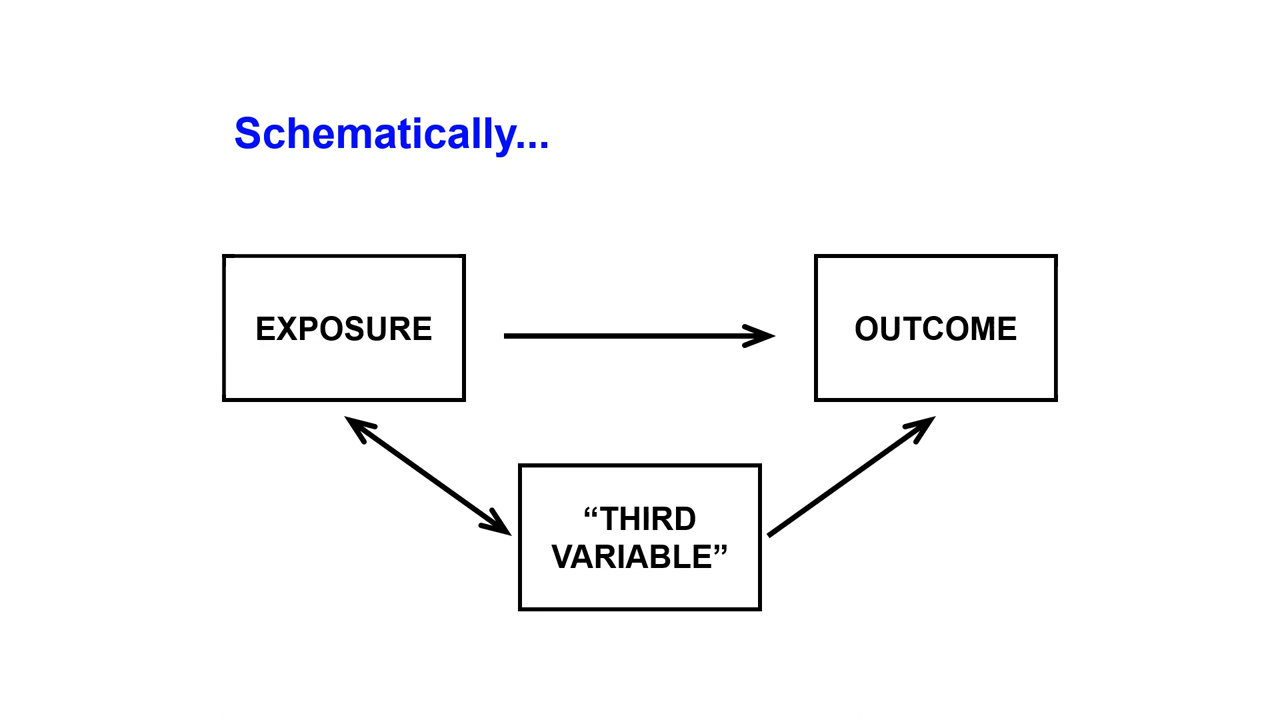 Schematically...
EXPOSURE
OUTCOME
“THIRD
VARIABLE”